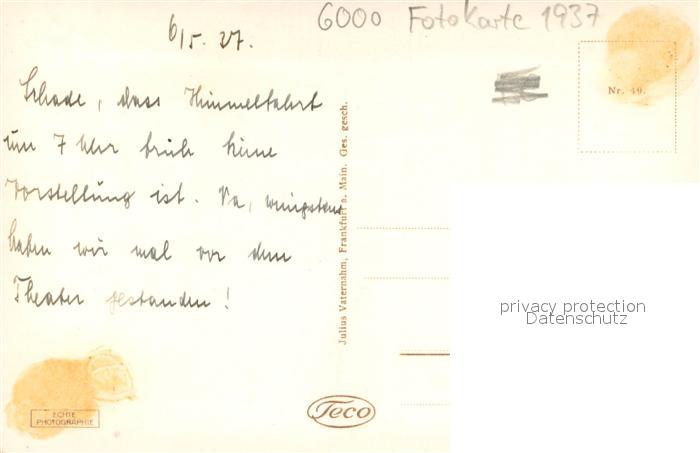 6/5. 37.
6000 Fotokarte 1937
Schade, dass Himmelfahrt
um 7 Uhr früh keine
Vorstellung ist. Na, wenigstens
haben wir mal vor dem
Theater gestanden!
Julius Vaternahm, Frankfurt a. Main. Ges. gesch.
Nr. 49.
privacy protection
Datenschutz
Teco
ECHTE
PHOTOGRAPHIE